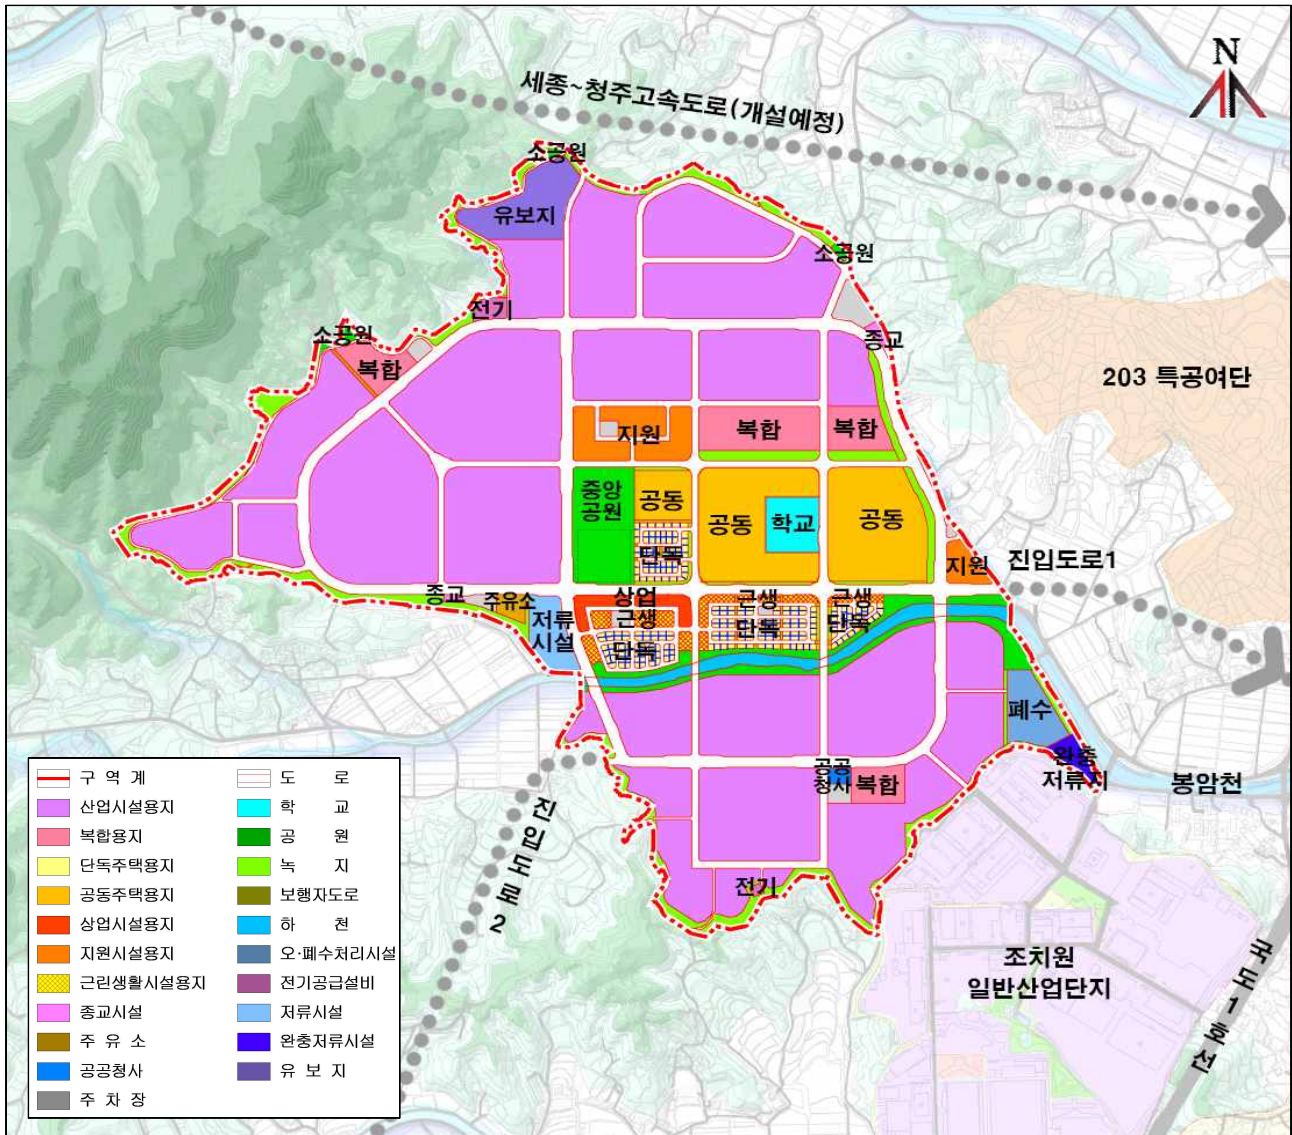 N
세종~청주고속도로(개설예정)
소공원
유보지
소공원
전기
소공원
종교
복합
203 특공여단
지원
복합
복합
중앙
공원
공동
공동
학교
공동
단독
지원
진입도로1
종교
주유소
상업
근생
근생
저류
시설
근생
단독
단독
단독
폐수
완충
저류지
봉암천
공공
청사
복합
진입도로2
전기
조치원
일반산업단지
국도1호선
구 역 계
산업시설용지
복합용지
단독주택용지
공동주택용지
상업시설용지
지원시설용지
근린생활시설용지
종교시설
주 유 소
공공청사
주 차 장
도 로
학 교
공 원
녹 지
보행자도로
하 천
오·폐수처리시설
전기공급설비
저류시설
완충저류시설
유 보 지